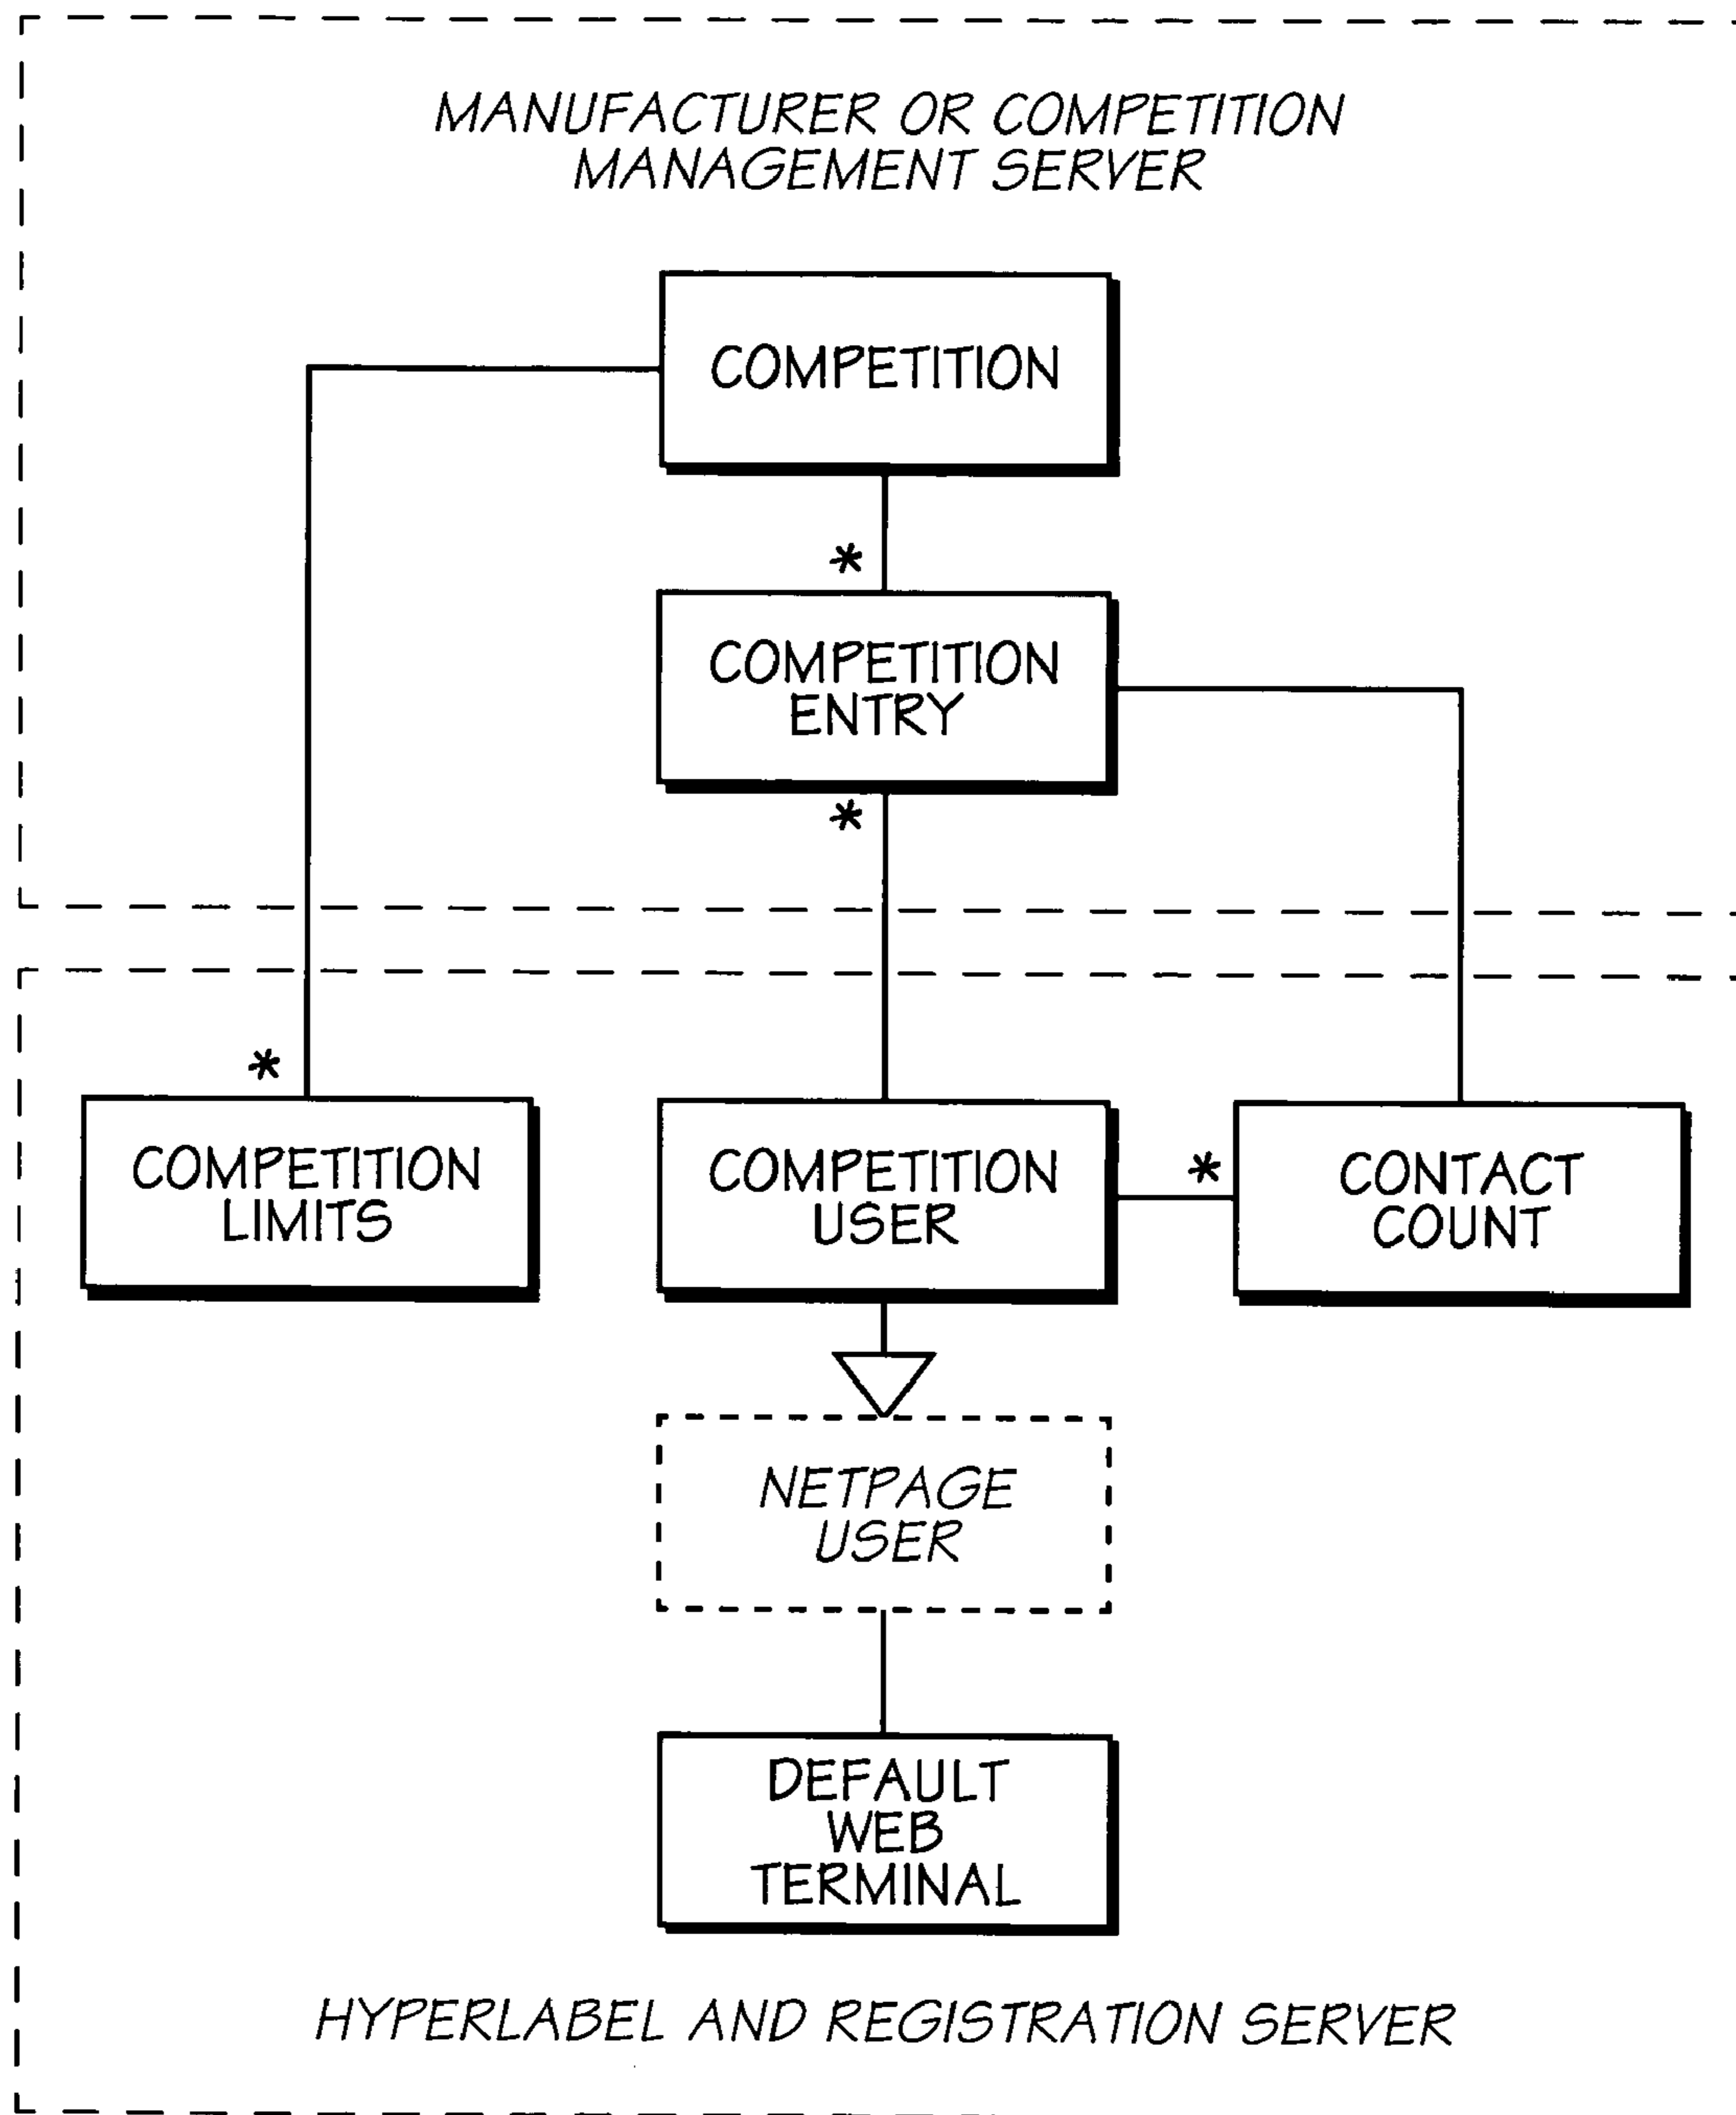 MANUFACTURER OR COMPETITION
MANAGEMENT SERVER
COMPETITION
*
COMPETITION
ENTRY
*
*
COMPETITION
LIMITS
COMPETITION
USER
*
CONTACT
COUNT
NETPAGE
USER
DEFAULT
WEB
TERMINAL
HYPERLABEL AND REGISTRATION SERVER